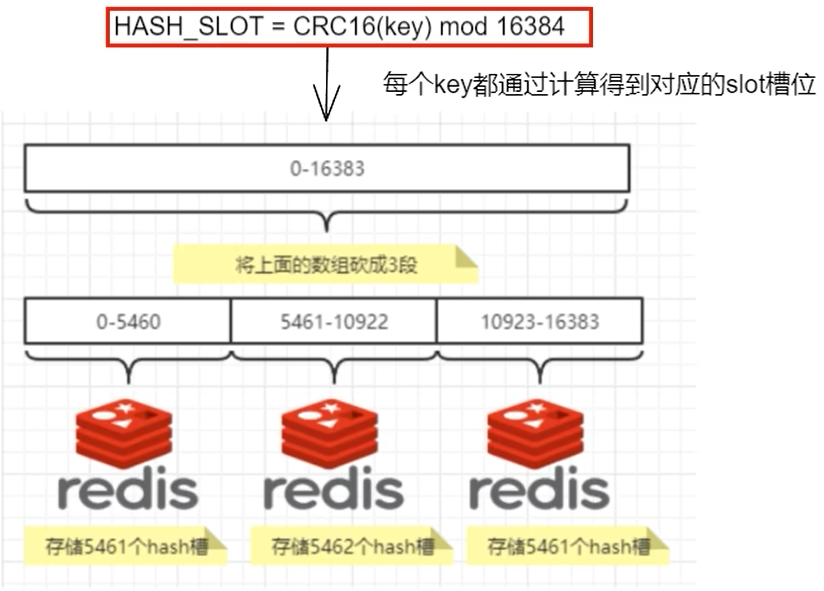 HASH_SLOT = CRC16(key) mod 16384
每个key都通过计算得到对应的slot槽位
0-16383
将上面的数组砍成3段
0-5460 5461-10922 10923-16383
redis redis redis
存储5461个hash槽 存储5462个hash槽 存储5461个hash槽